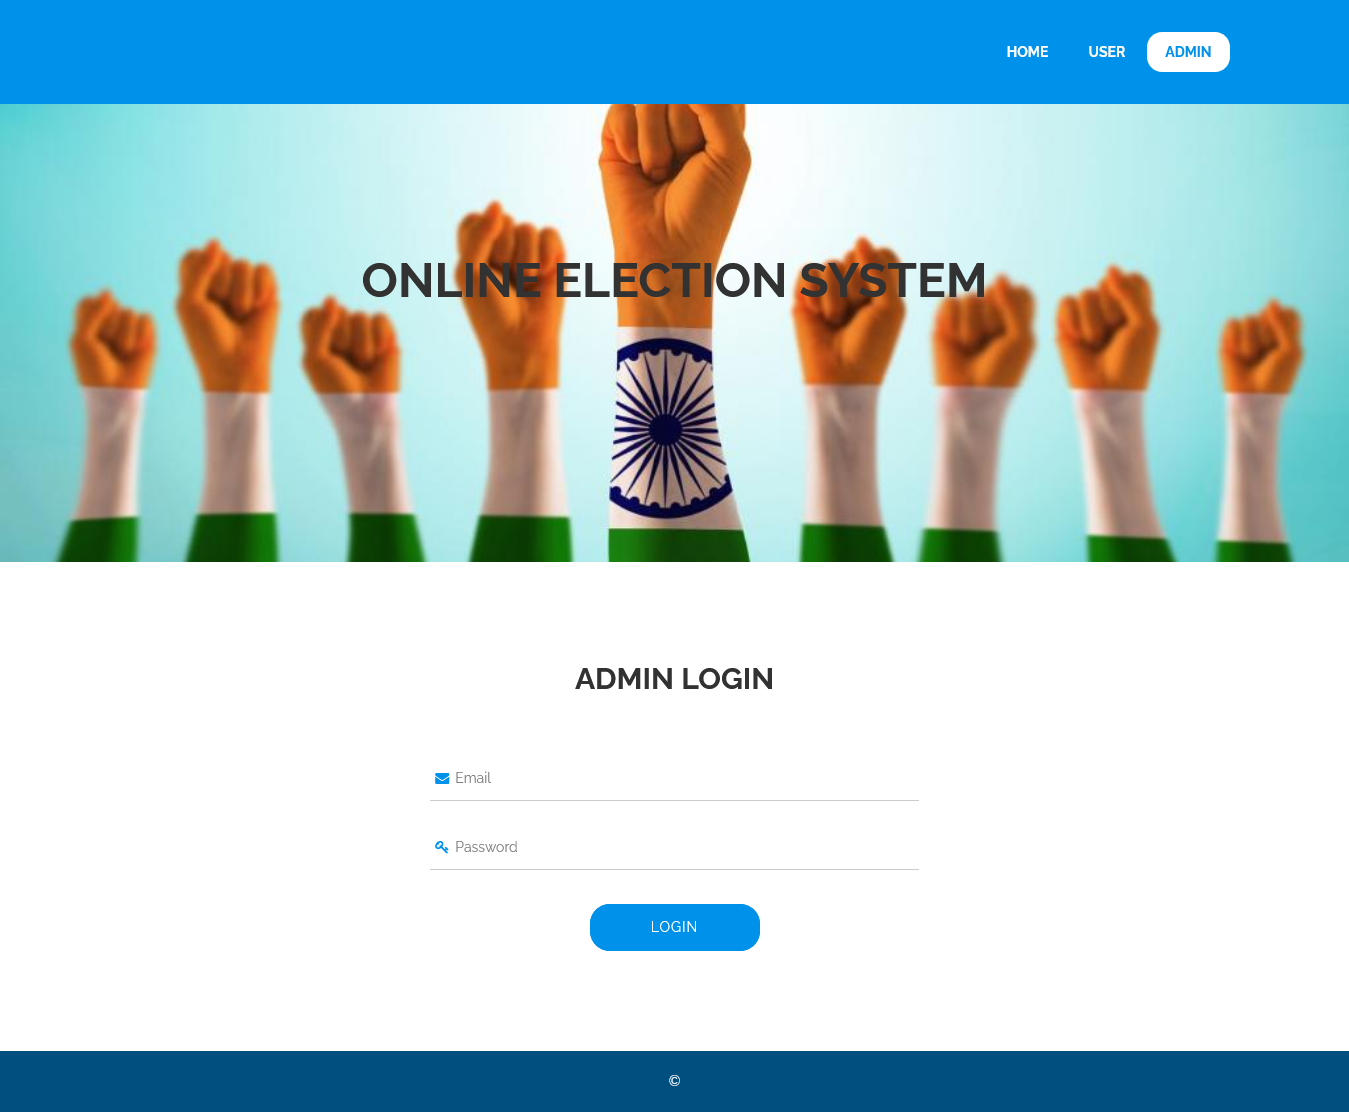 HOME USER ADMIN
ONLINE ELECTION SYSTEM
ADMIN LOGIN
Email
Password
LOGIN
©